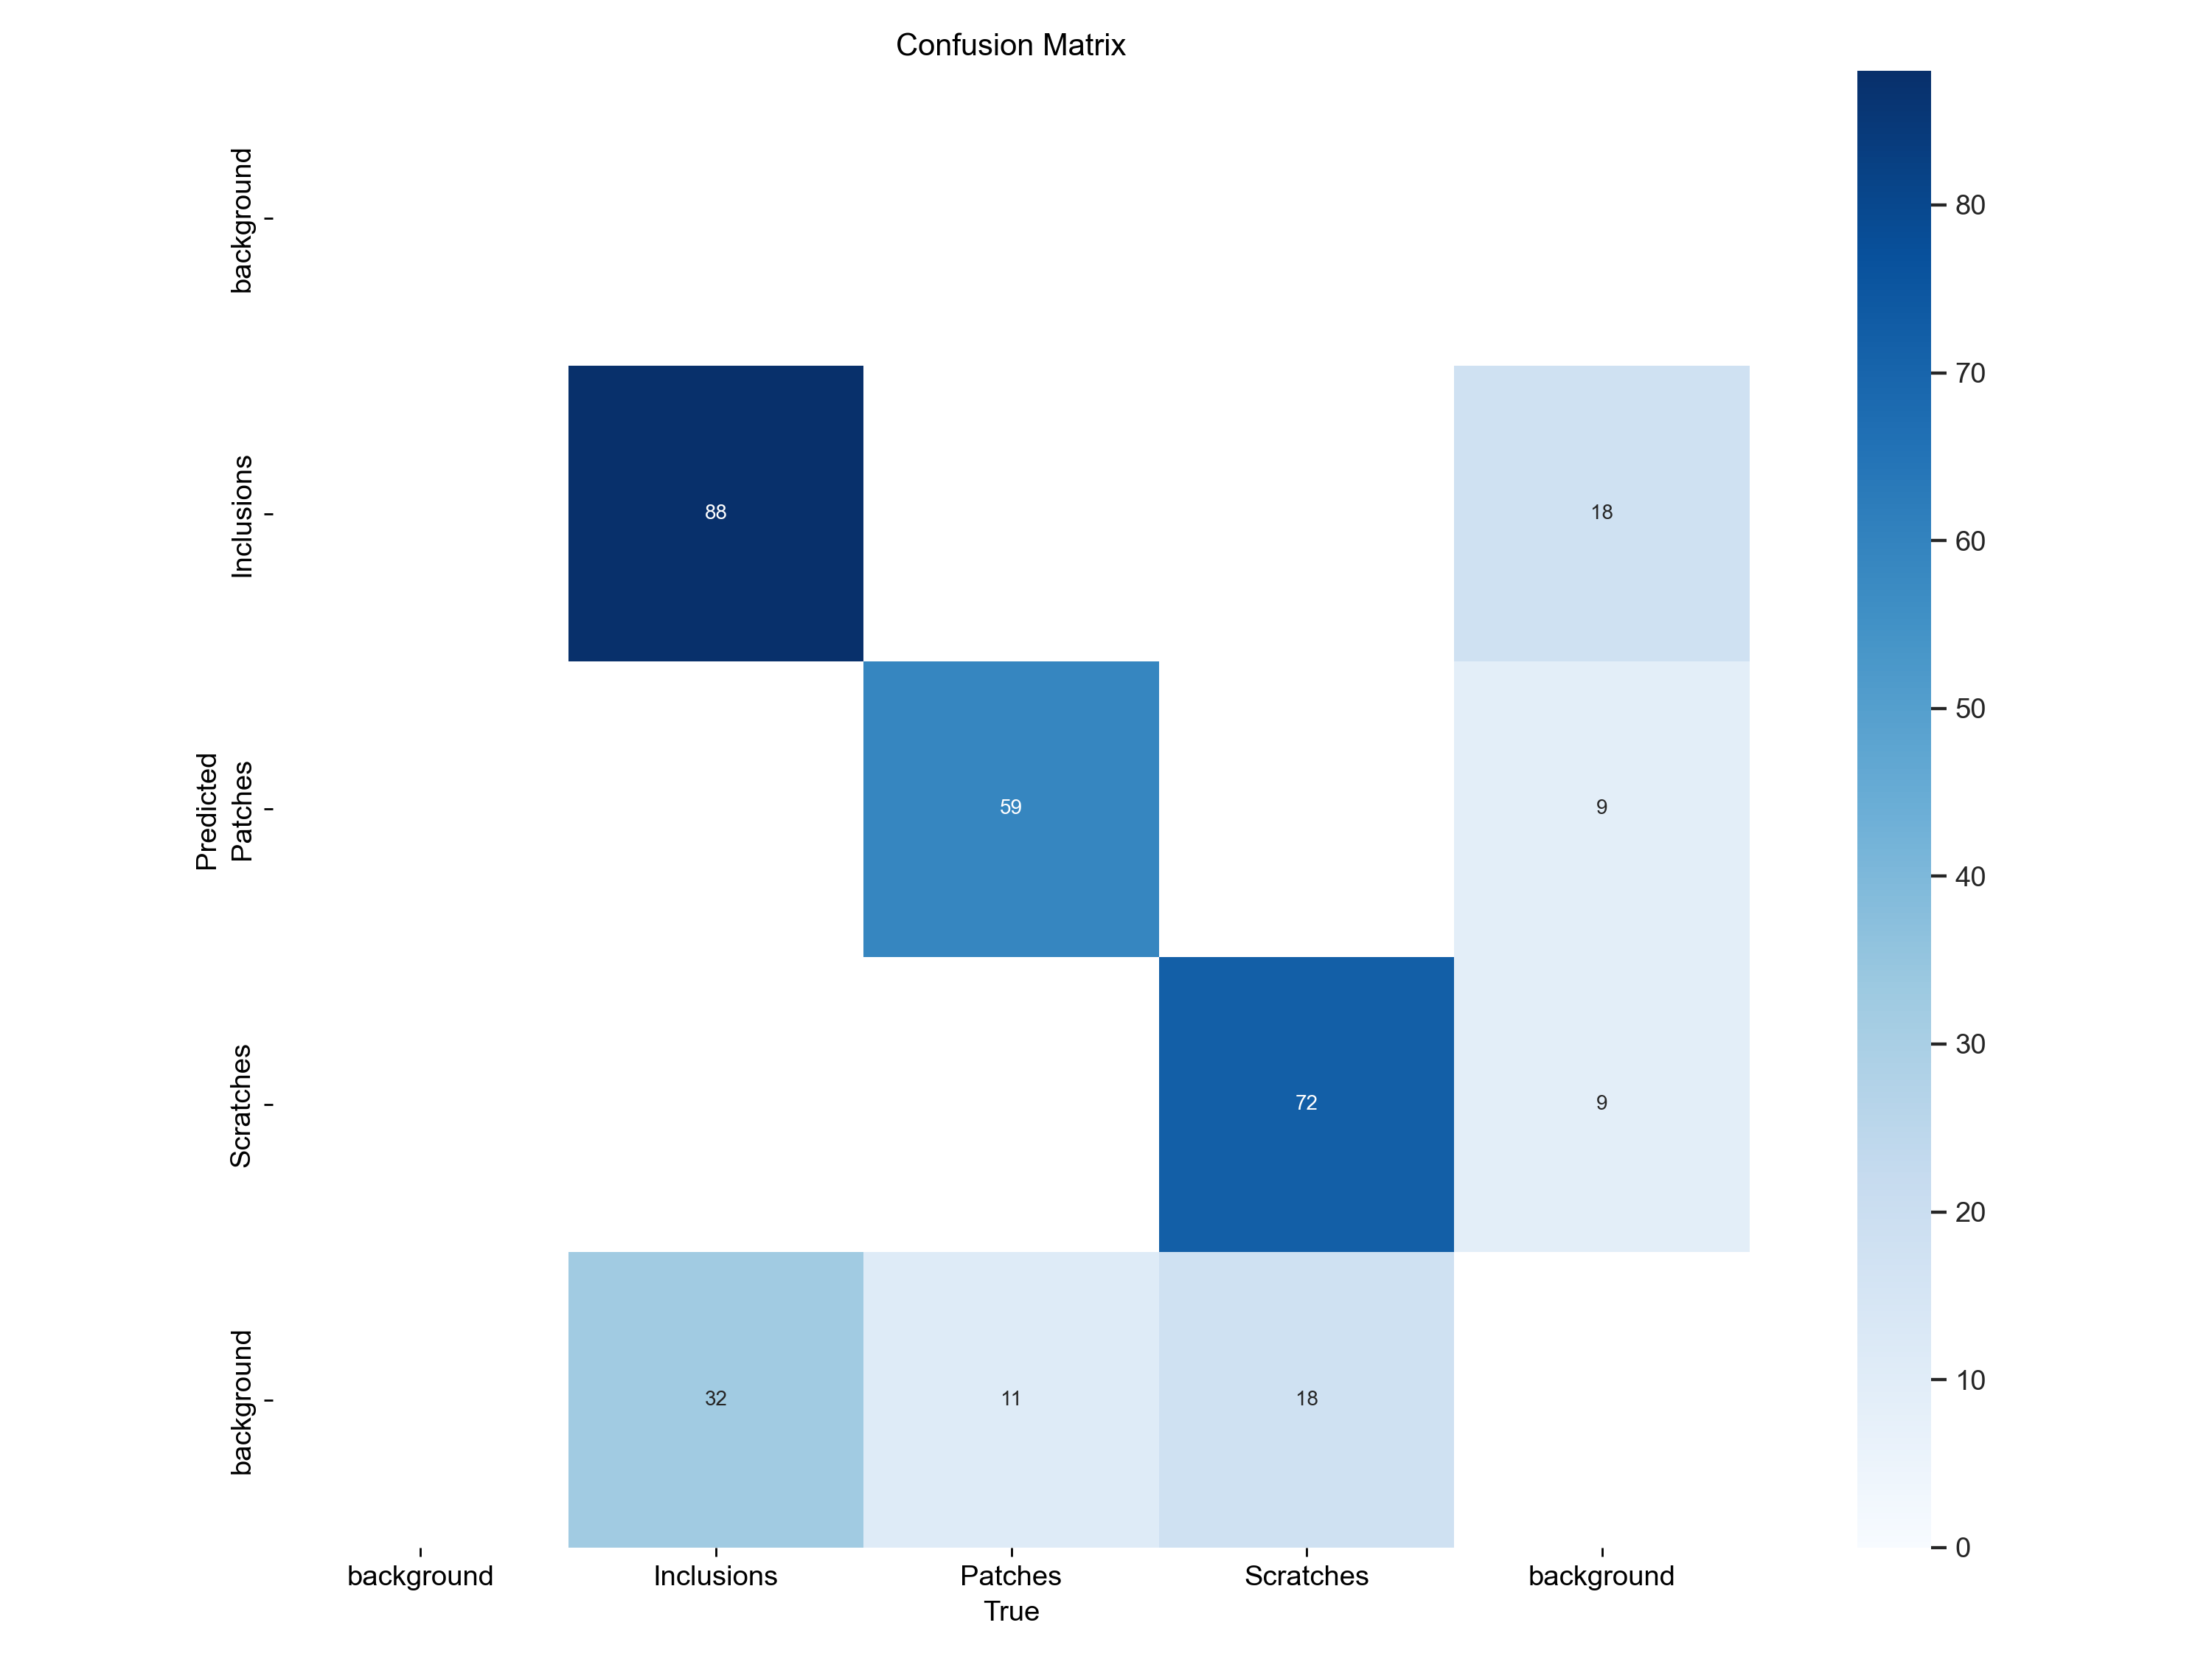 Confusion Matrix
background
Inclusions
Patches
Scratches
background
Predicted
88
18
59
9
72
9
32
11
18
background
Inclusions
Patches
Scratches
background
True
80
70
60
50
40
30
20
10
0